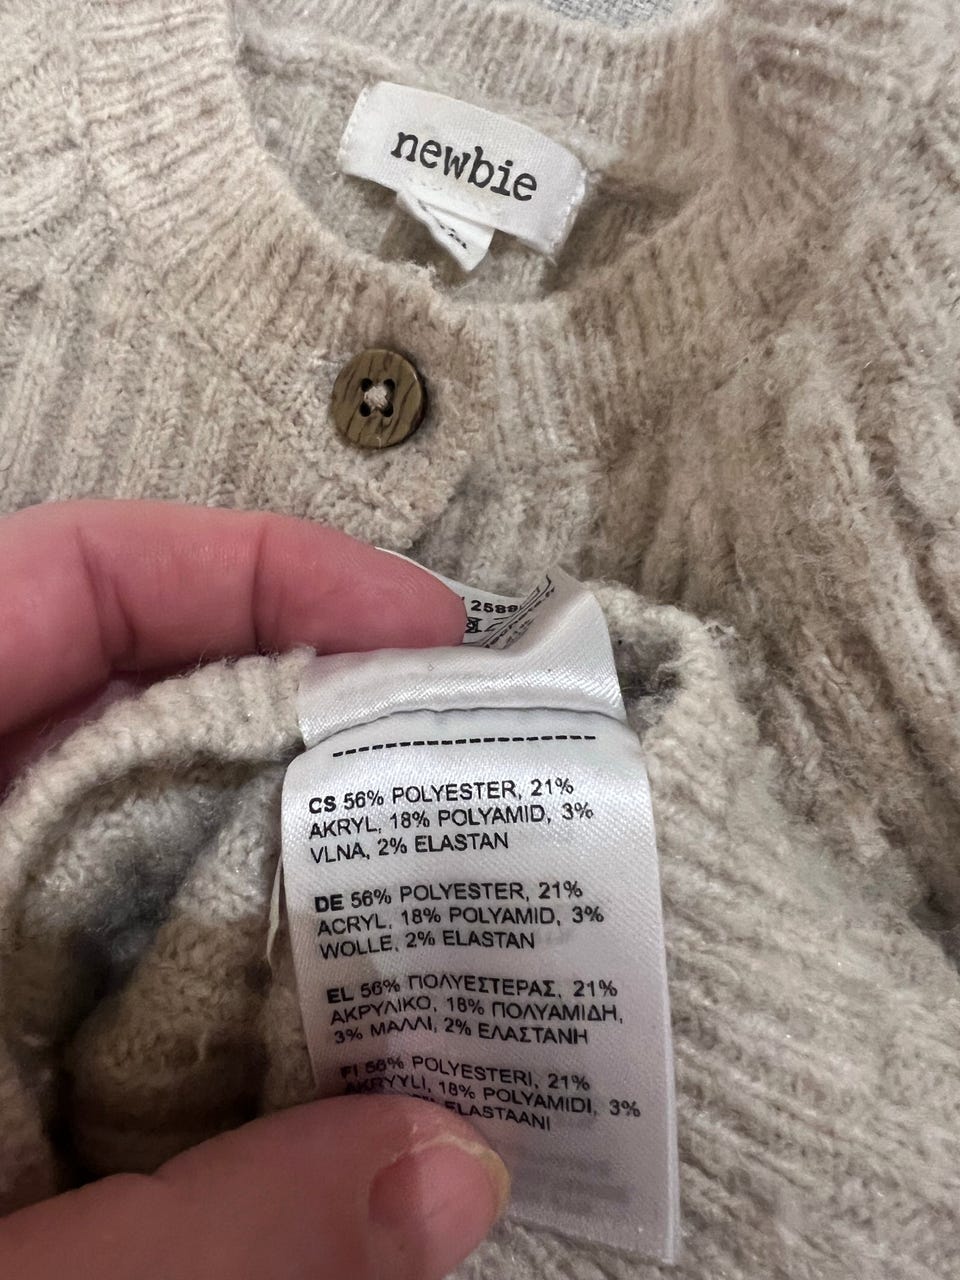 newbie
2588
CS 56% POLYESTER, 21%
AKRYL, 18% POLYAMID, 3%
VLNA, 2% ELASTAN
DE 56% POLYESTER, 21%
ACRYL, 18% POLYAMID, 3%
WOLLE, 2% ELASTAN
EL 56% ΠΟΛΥΕΣΤΕΡΑΣ, 21%
ΑΚΡΥΛΙΚΟ, 18% ΠΟΛΥΑΜΙΔΗ,
3% ΜΑΛΛΙ, 2% ΕΛΑΣΤΑΝΗ
FI 56% POLYESTERI, 21%
AKRYYLI, 18% POLYAMIDI, 3%
ELASTAANI